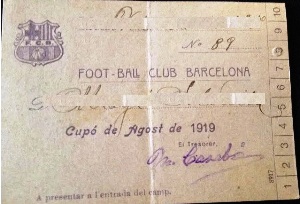 F.C.B.
No 89
FOOT-BALL CLUB BARCELONA
Cupó de Agost de 1919
El Tresorer,
A presentar a l entrada del camp.
1 2 3 4 5 6 7 8 9 10
1917